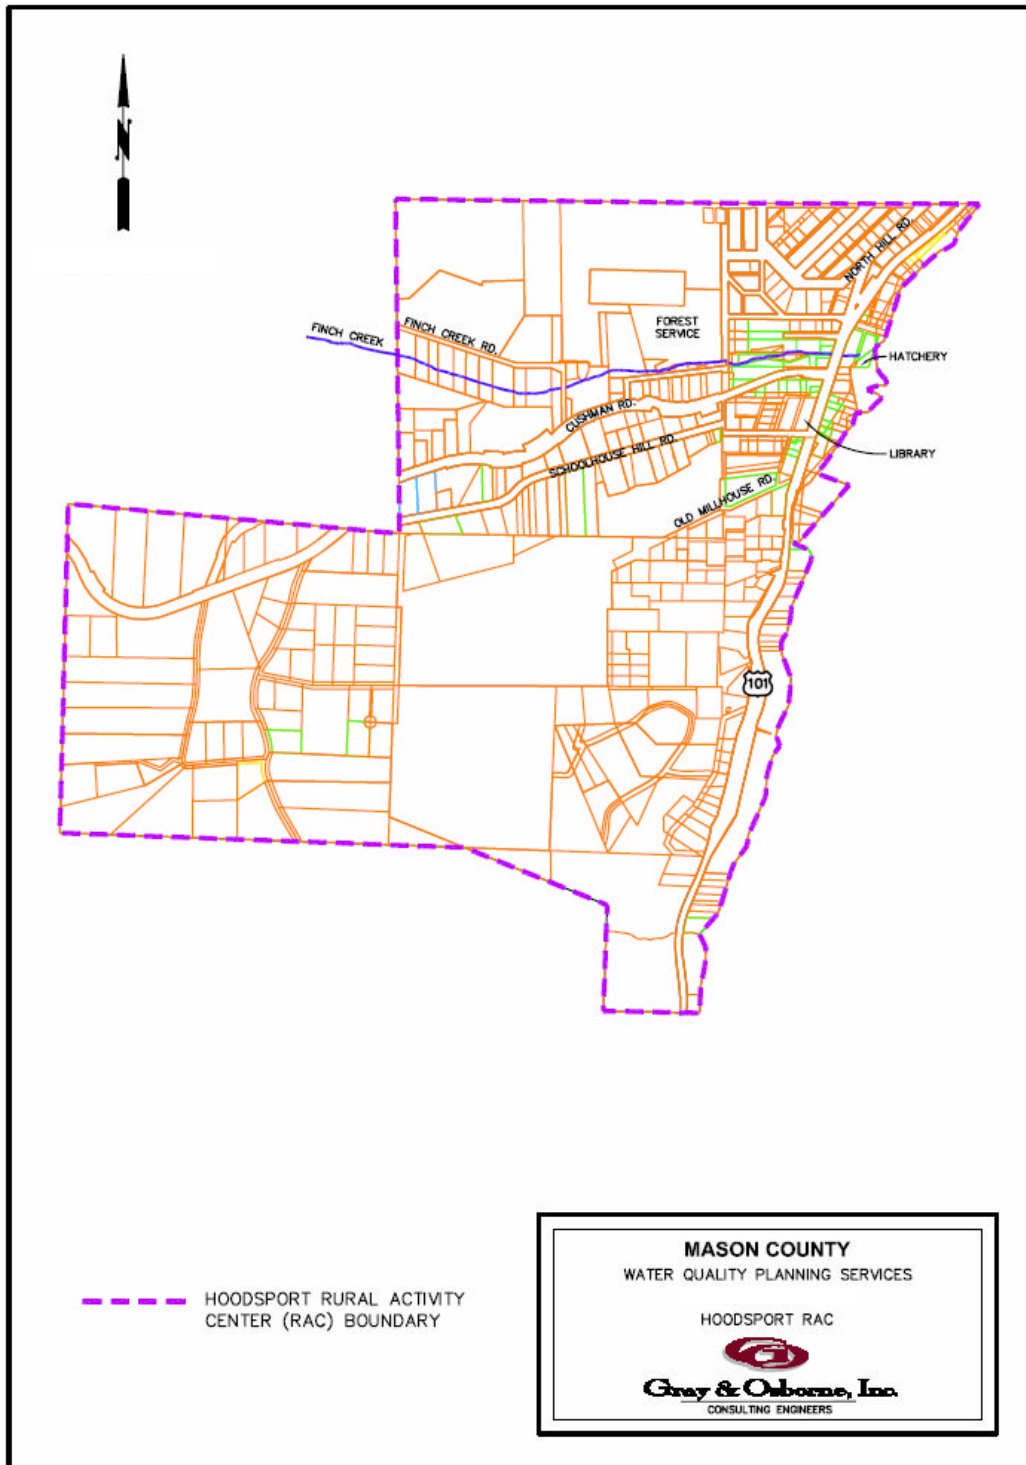 N
NORTH HILL RD.
FINCH CREEK
FINCH CREEK RD.
FOREST
SERVICE
HATCHERY
CUSHMAN RD.
SCHOOLHOUSE HILL RD.
LIBRARY
OLD MILLHOUSE RD.
101
MASON COUNTY
WATER QUALITY PLANNING SERVICES
HOODSPORT RAC
Gray & Osborne, Inc.
CONSULTING ENGINEERS
HOODSPORT RURAL ACTIVITY
CENTER (RAC) BOUNDARY